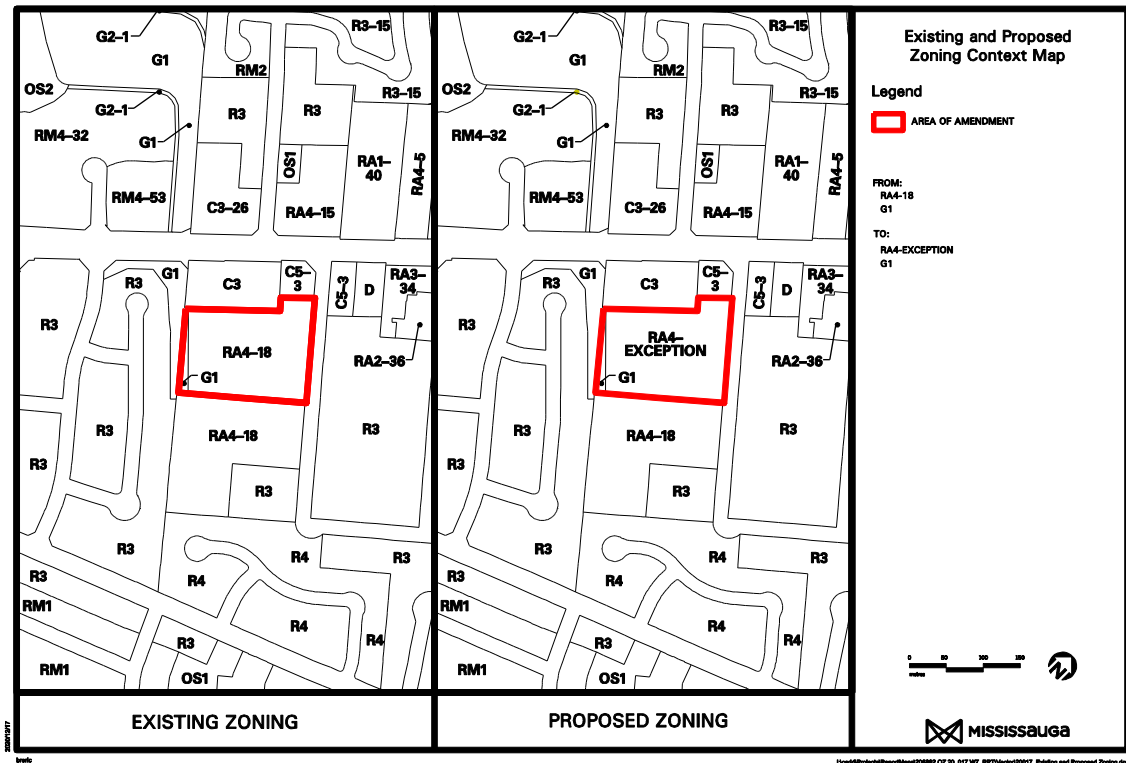 R3–15
G2–1
G1
RM2
OS2
R3–15
G2–1
R3
R3
RM4–32
G1
OS1
RA1–
40
RA4–5
RM4–53
C3–26
RA4–15
G1
C5–
3
RA3–
34
R3
C3
C5–3
D
R3
RA4–18
RA2–36
G1
R3
RA4–18
R3
R3
R3
R3
R4
R3
R3
R4
RM1
R4
R4
R3
RM1
OS1
EXISTING ZONING
R3–15
G2–1
G1
RM2
OS2
R3–15
G2–1
R3
R3
RM4–32
G1
OS1
RA1–
40
RA4–5
RM4–53
C3–26
RA4–15
G1
C5–
3
RA3–
34
R3
C3
C5–3
D
R3
RA4–
EXCEPTION
RA2–36
G1
R3
RA4–18
R3
R3
R3
R3
R4
R3
R3
R4
RM1
R4
R4
R3
RM1
OS1
PROPOSED ZONING
Existing and Proposed
Zoning Context Map
Legend
AREA OF AMENDMENT
FROM:
RA4-18
G1
TO:
RA4-EXCEPTION
G1
0 50 100 150
metres
MISSISSAUGA